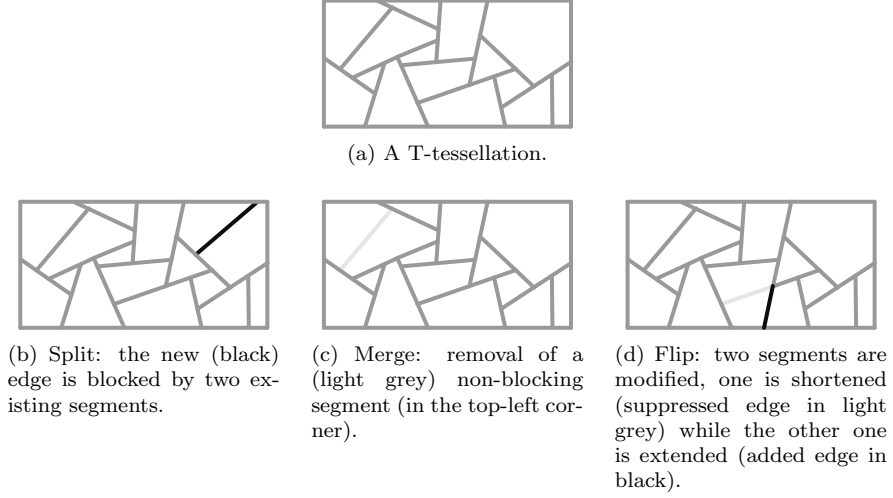 (a) A T-tessellation.
(b) Split: the new (black)
edge is blocked by two ex-
isting segments.
(c) Merge: removal of a
(light grey) non-blocking
segment (in the top-left cor-
ner).
(d) Flip: two segments are
modified, one is shortened
(suppressed edge in light
grey) while the other one
is extended (added edge in
black).